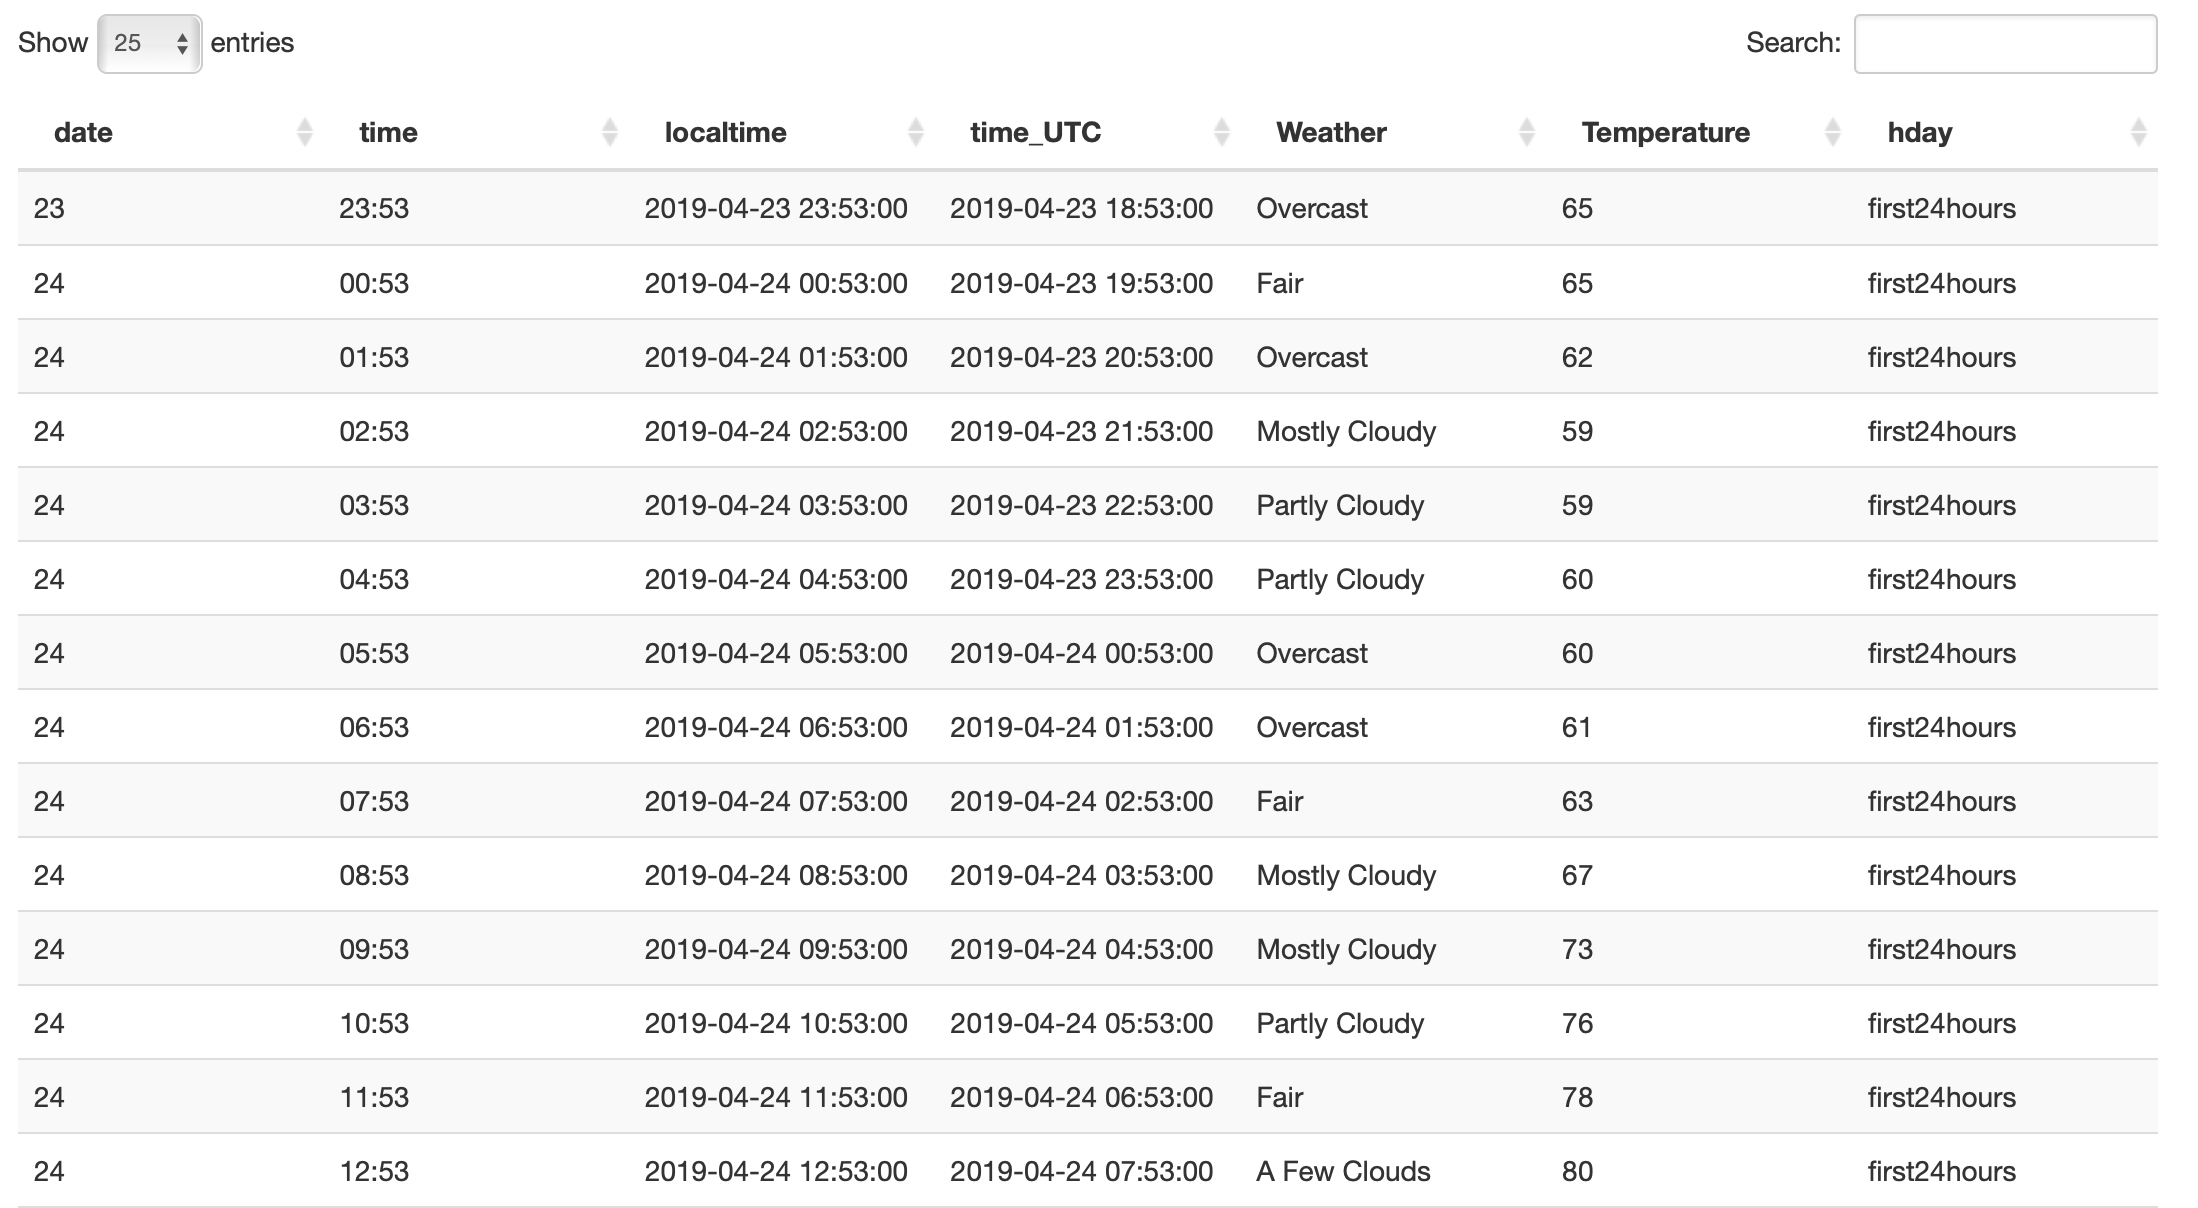 Show 25 entries Search:
date time localtime time_UTC Weather Temperature hday
23 23:53 2019-04-23 23:53:00 2019-04-23 18:53:00 Overcast 65 first24hours
24 00:53 2019-04-24 00:53:00 2019-04-23 19:53:00 Fair 65 first24hours
24 01:53 2019-04-24 01:53:00 2019-04-23 20:53:00 Overcast 62 first24hours
24 02:53 2019-04-24 02:53:00 2019-04-23 21:53:00 Mostly Cloudy 59 first24hours
24 03:53 2019-04-24 03:53:00 2019-04-23 22:53:00 Partly Cloudy 59 first24hours
24 04:53 2019-04-24 04:53:00 2019-04-23 23:53:00 Partly Cloudy 60 first24hours
24 05:53 2019-04-24 05:53:00 2019-04-24 00:53:00 Overcast 60 first24hours
24 06:53 2019-04-24 06:53:00 2019-04-24 01:53:00 Overcast 61 first24hours
24 07:53 2019-04-24 07:53:00 2019-04-24 02:53:00 Fair 63 first24hours
24 08:53 2019-04-24 08:53:00 2019-04-24 03:53:00 Mostly Cloudy 67 first24hours
24 09:53 2019-04-24 09:53:00 2019-04-24 04:53:00 Mostly Cloudy 73 first24hours
24 10:53 2019-04-24 10:53:00 2019-04-24 05:53:00 Partly Cloudy 76 first24hours
24 11:53 2019-04-24 11:53:00 2019-04-24 06:53:00 Fair 78 first24hours
24 12:53 2019-04-24 12:53:00 2019-04-24 07:53:00 A Few Clouds 80 first24hours